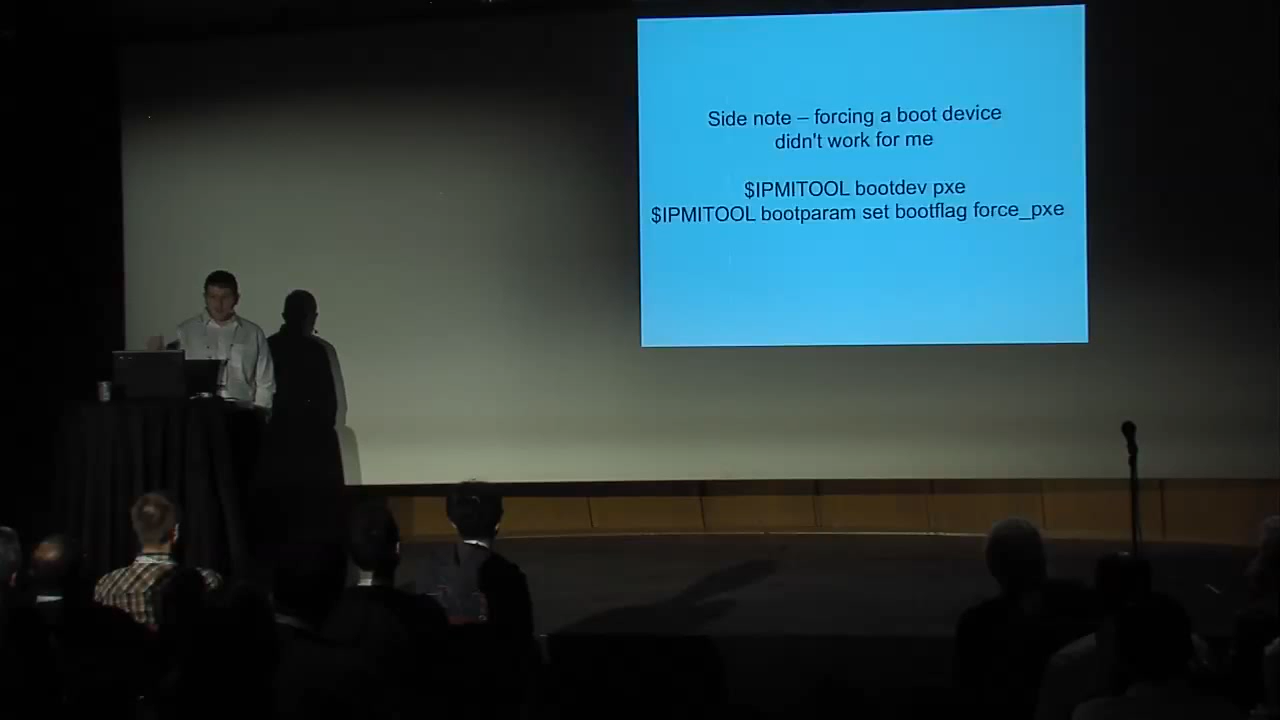 Side note – forcing a boot device
didn't work for me
$IPMITOOL bootdev pxe
$IPMITOOL bootparam set bootflag force_pxe